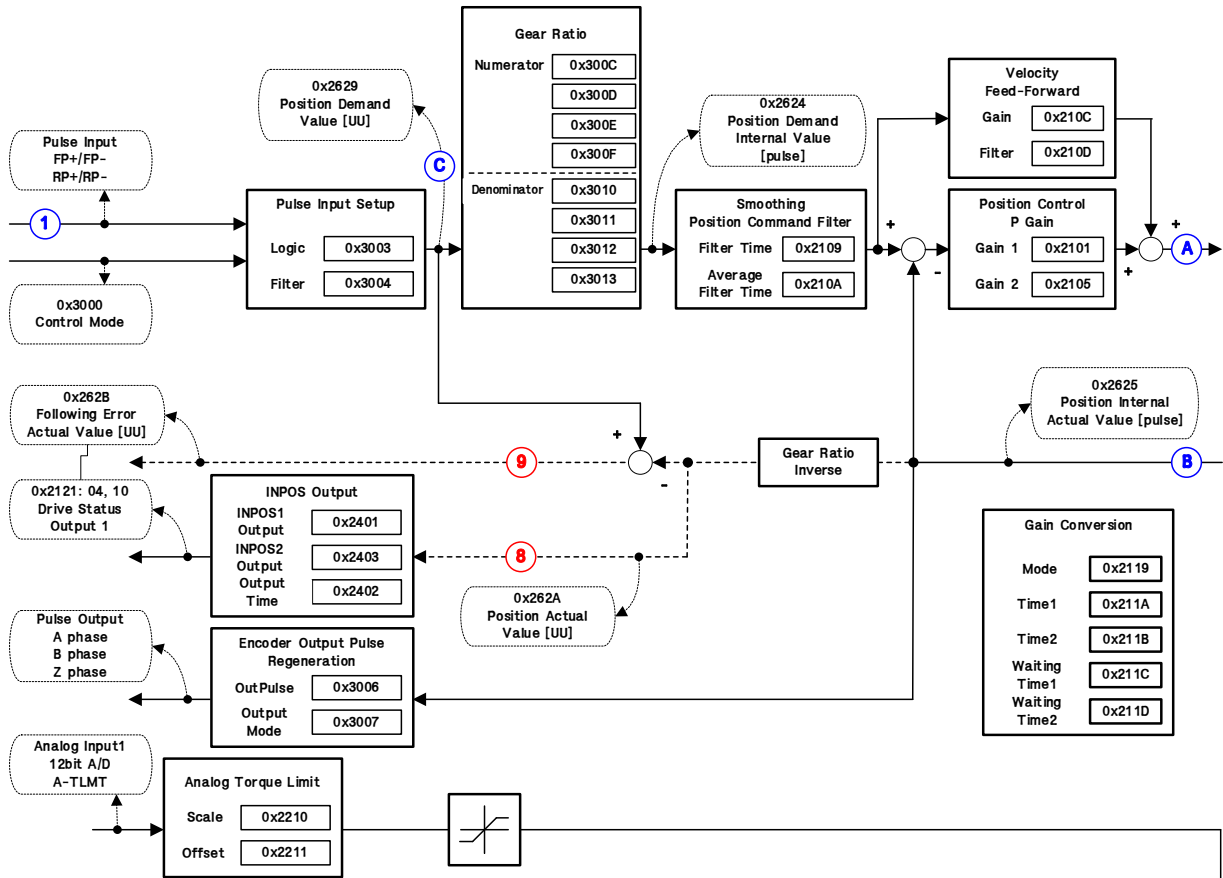 Gear Ratio
Numerator 0x300C
0x300D
0x300E
0x300F
Denominator 0x3010
0x3011
0x3012
0x3013
0x2629
Position Demand
Value [UU]
C
Pulse Input
FP+/FP-
RP+/RP-
1
0x3000
Control Mode
Pulse Input Setup
Logic 0x3003
Filter 0x3004
0x2624
Position Demand
Internal Value
[pulse]
Smoothing
Position Command Filter
Filter Time 0x2109
Average
Filter Time 0x210A
Velocity
Feed-Forward
Gain 0x210C
Filter 0x210D
+
-
Position Control
P Gain
Gain 1 0x2101
Gain 2 0x2105
+
+
A
0x262B
Following Error
Actual Value [UU]
9
+
-
Gear Ratio
Inverse
0x2625
Position Internal
Actual Value [pulse]
B
0x2121: 04, 10
Drive Status
Output 1
INPOS Output
INPOS1
Output 0x2401
INPOS2
Output 0x2403
Output
Time 0x2402
8
0x262A
Position Actual
Value [UU]
Gain Conversion
Mode 0x2119
Time1 0x211A
Time2 0x211B
Waiting
Time1 0x211C
Waiting
Time2 0x211D
Pulse Output
A phase
B phase
Z phase
Encoder Output Pulse
Regeneration
OutPulse 0x3006
Output
Mode 0x3007
Analog Input1
12bit A/D
A-TLMT
Analog Torque Limit
Scale 0x2210
Offset 0x2211